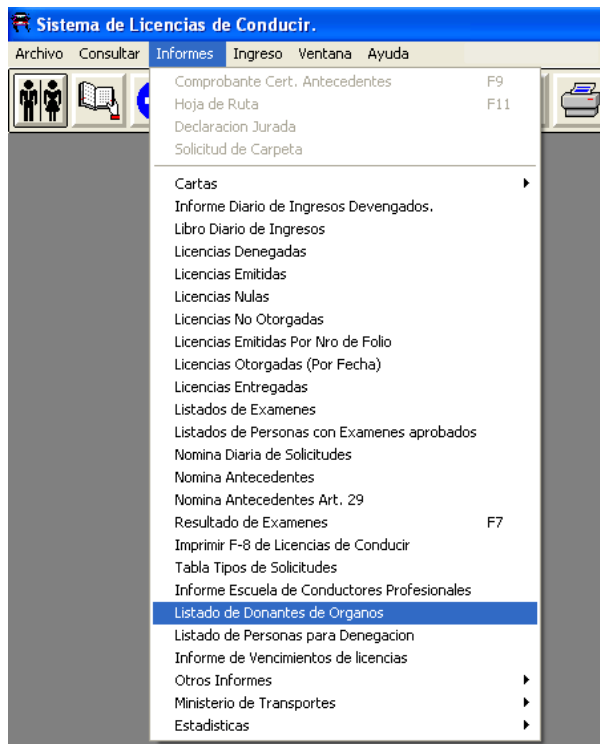 Sistema de Licencias de Conducir.
Archivo Consultar Informes Ingreso Ventana Ayuda
Comprobante Cert. Antecedentes F9
Hoja de Ruta F11
Declaracion Jurada
Solicitud de Carpeta
Cartas
Informe Diario de Ingresos Devengados.
Libro Diario de Ingresos
Licencias Denegadas
Licencias Emitidas
Licencias Nulas
Licencias No Otorgadas
Licencias Emitidas Por Nro de Folio
Licencias Otorgadas (Por Fecha)
Licencias Entregadas
Listados de Examenes
Listados de Personas con Examenes aprobados
Nomina Diaria de Solicitudes
Nomina Antecedentes
Nomina Antecedentes Art. 29
Resultado de Examenes F7
Imprimir F-8 de Licencias de Conducir
Tabla Tipos de Solicitudes
Informe Escuela de Conductores Profesionales
Listado de Donantes de Organos
Listado de Personas para Denegacion
Informe de Vencimientos de licencias
Otros Informes
Ministerio de Transportes
Estadisticas